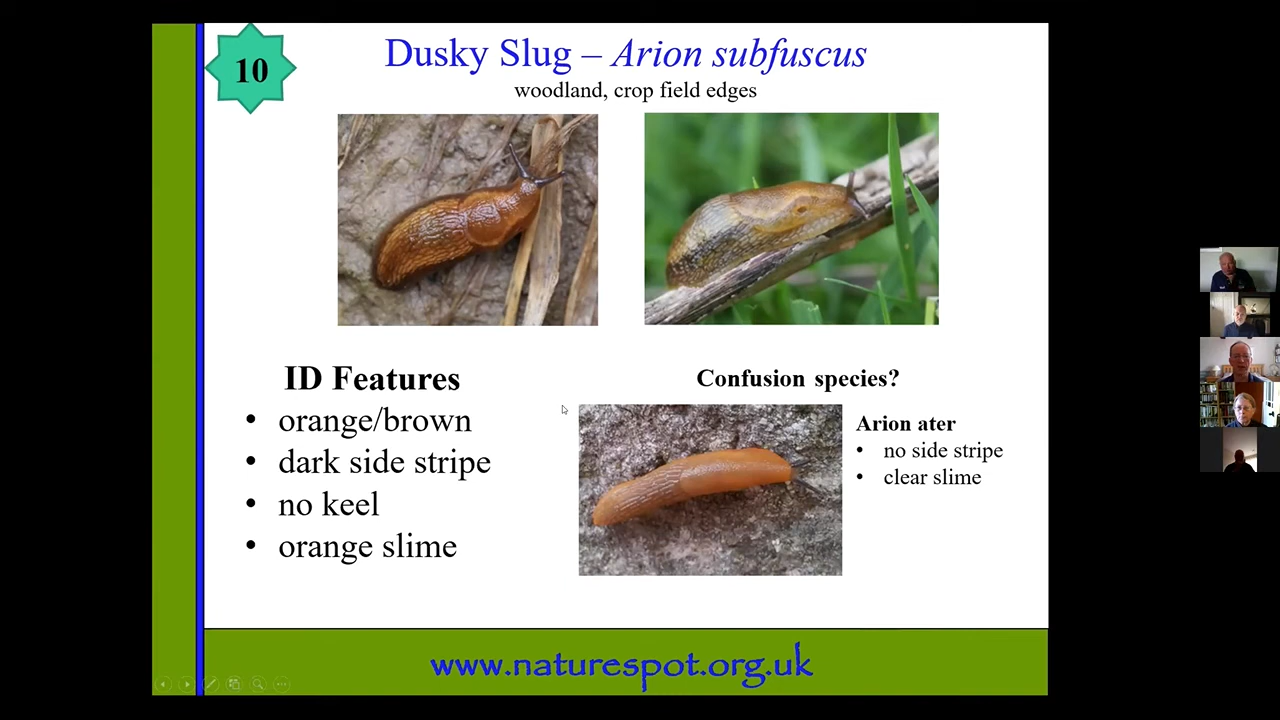 10
Dusky Slug – Arion subfuscus
woodland, crop field edges
ID Features
• orange/brown
• dark side stripe
• no keel
• orange slime
Confusion species?
Arion ater
• no side stripe
• clear slime
www.naturespot.org.uk